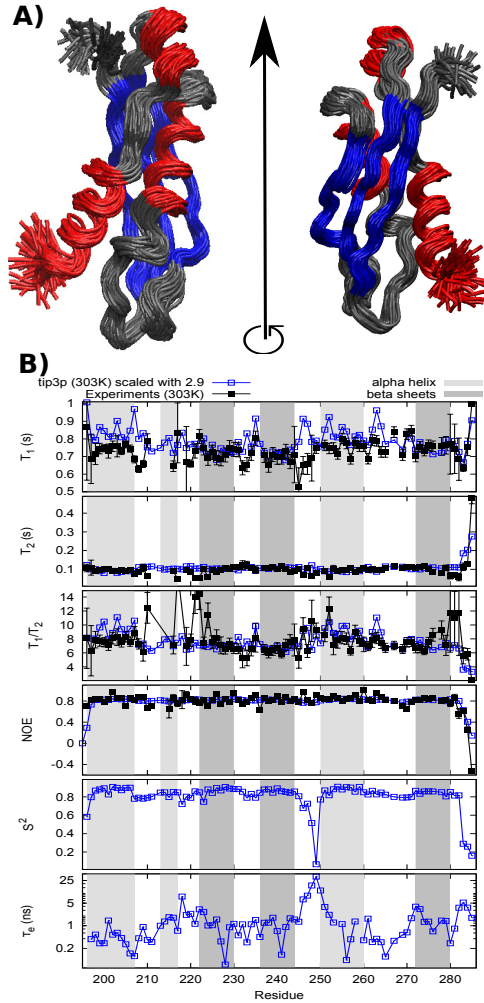 A)
B)
tip3p (303K) scaled with 2.9
Experiments (303K)
alpha helix
beta sheets
T1 (s)
1
0.9
0.8
0.7
0.6
0.5
T2 (s)
0.4
0.3
0.2
0.1
T1/T2
14
12
10
8
6
4
NOE
0.8
0.4
0
-0.4
S2
0.8
0.4
0
τe (ns)
25
5
1
0.2
200 210 220 230 240 250 260 270 280
Residue